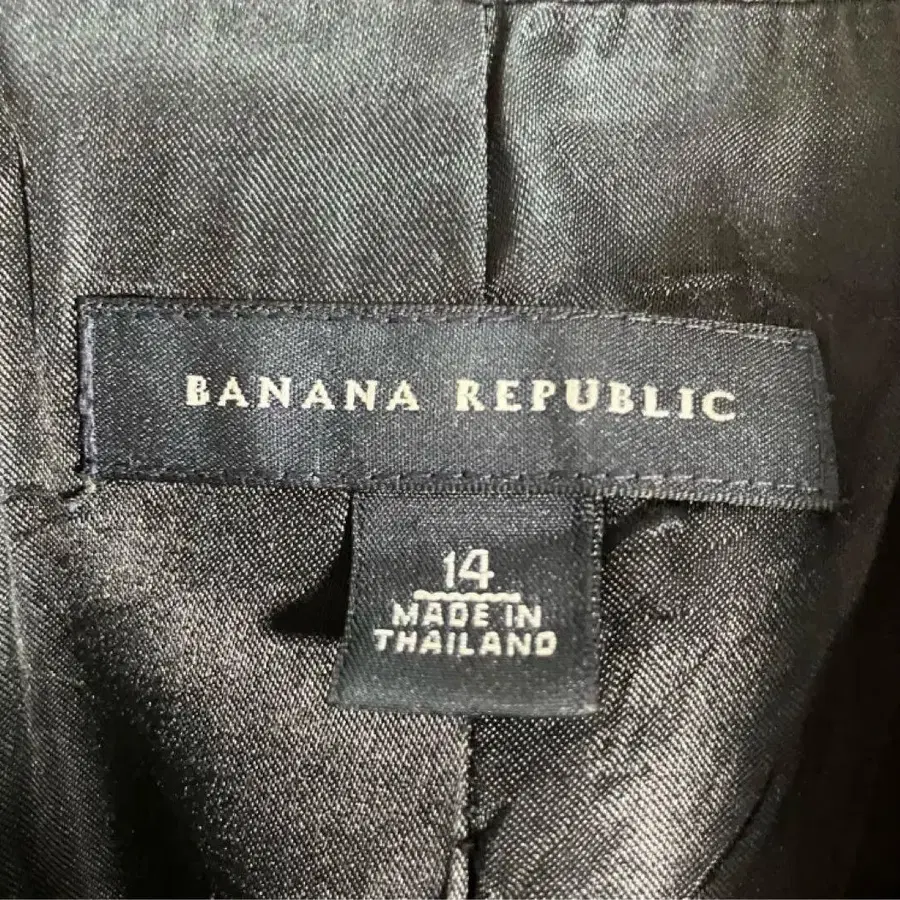 BANANA REPUBLIC
14
MADE IN
THAILAND